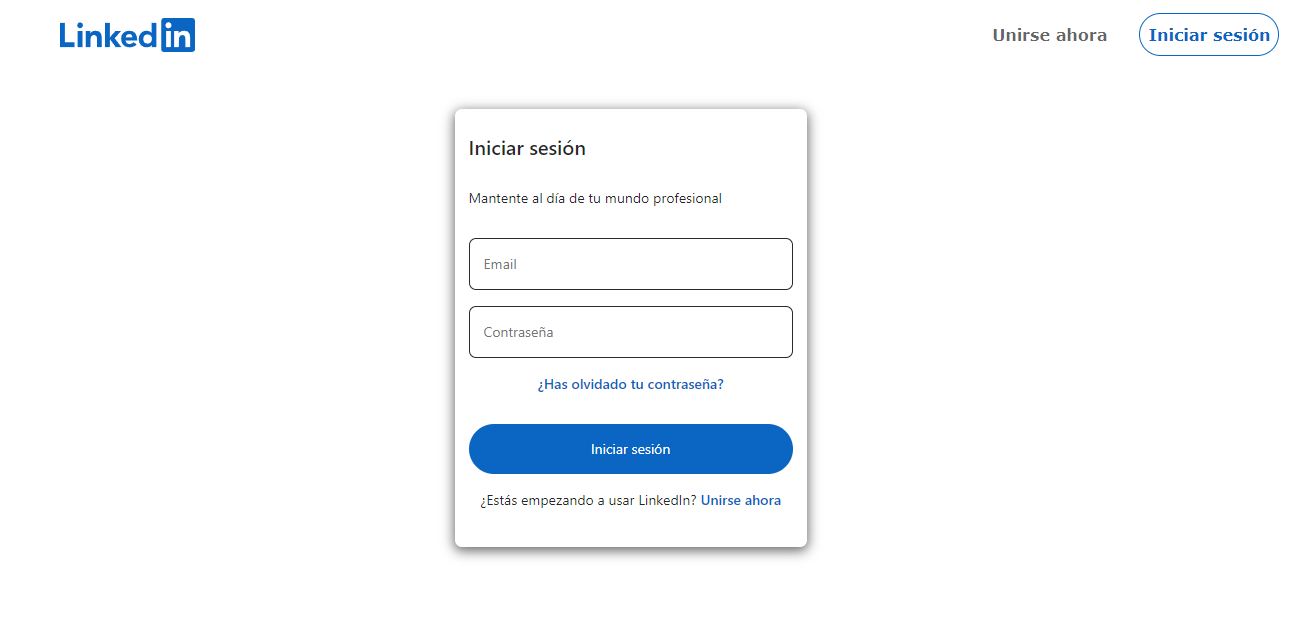 LinkedIn
Unirse ahora
Iniciar sesión
Iniciar sesión
Mantente al día de tu mundo profesional
Email
Contraseña
¿Has olvidado tu contraseña?
Iniciar sesión
¿Estás empezando a usar LinkedIn? Unirse ahora